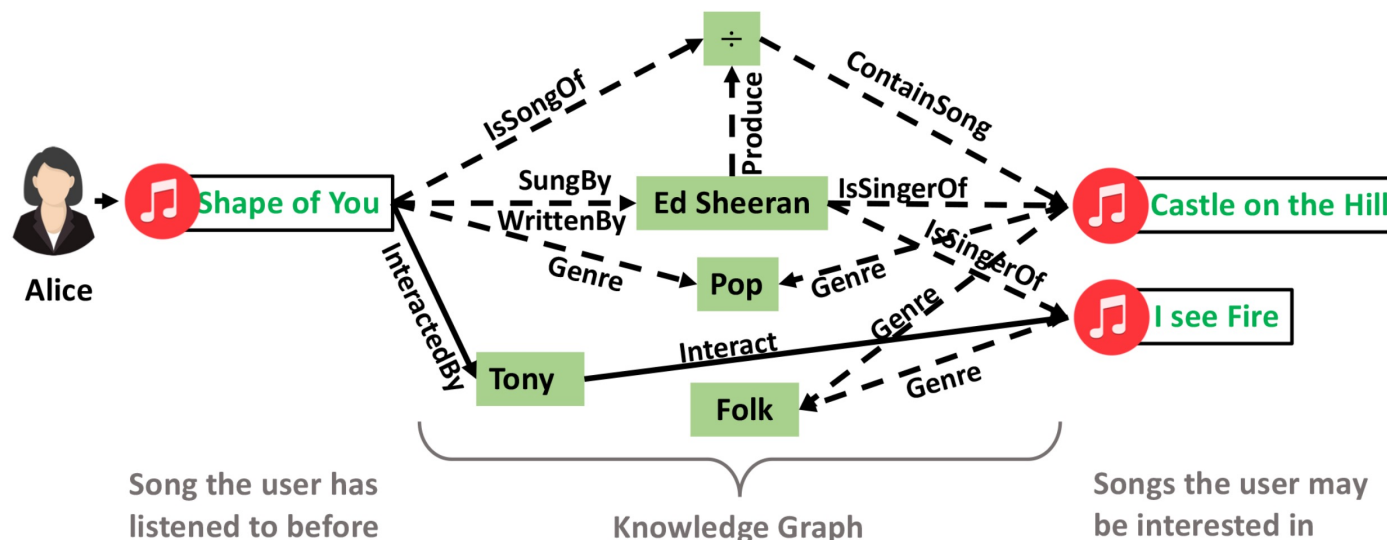 ÷
IsSongOf
ContainSong
Produce
Shape of You
SungBy
WrittenBy
Ed Sheeran
IsSingerOf
IsSingerOf
Castle on the Hill
Alice
Genre
Pop
Genre
Genre
I see Fire
InteractedBy
Interact
Tony
Genre
Folk
Song the user has
listened to before
Knowledge Graph
Songs the user may
be interested in